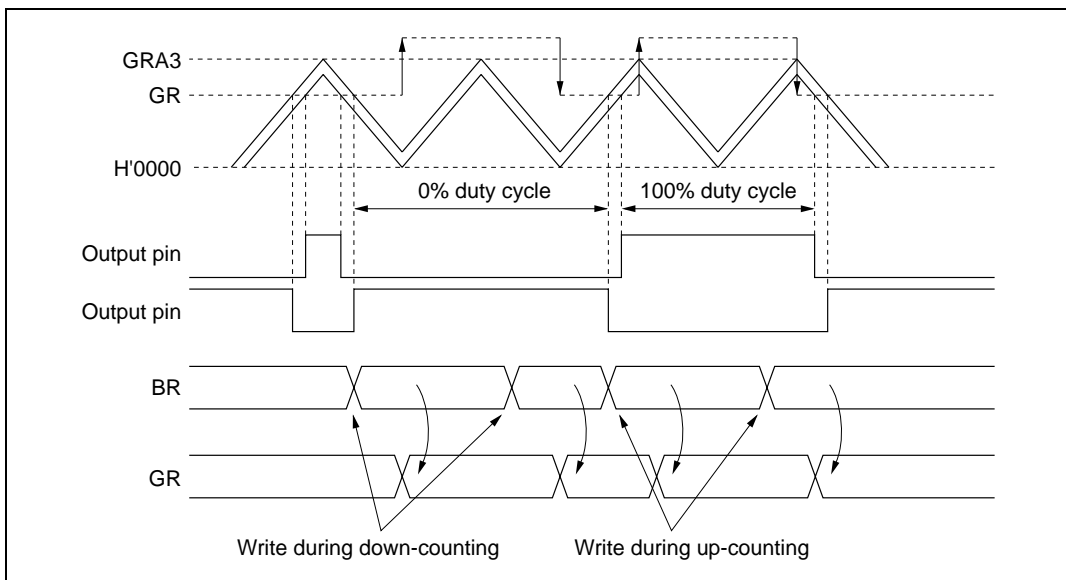 GRA3
GR
H'0000
0% duty cycle
100% duty cycle
Output pin
Output pin
BR
GR
Write during down-counting
Write during up-counting